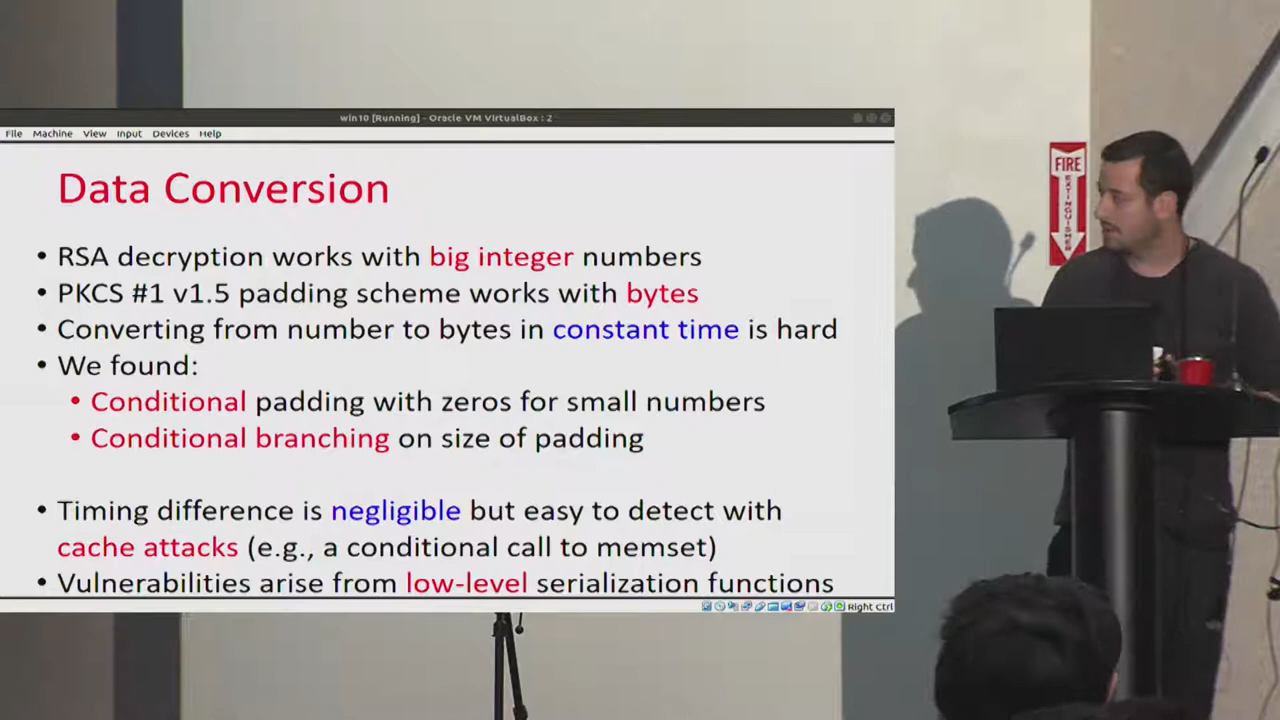 win10 [Running] - Oracle VM VirtualBox : 2
File Machine View Input Devices Help
Data Conversion
• RSA decryption works with big integer numbers
• PKCS #1 v1.5 padding scheme works with bytes
• Converting from number to bytes in constant time is hard
• We found:
• Conditional padding with zeros for small numbers
• Conditional branching on size of padding
• Timing difference is negligible but easy to detect with
cache attacks (e.g., a conditional call to memset)
• Vulnerabilities arise from low-level serialization functions
Right Ctrl
FIRE
EXTINGUISHER